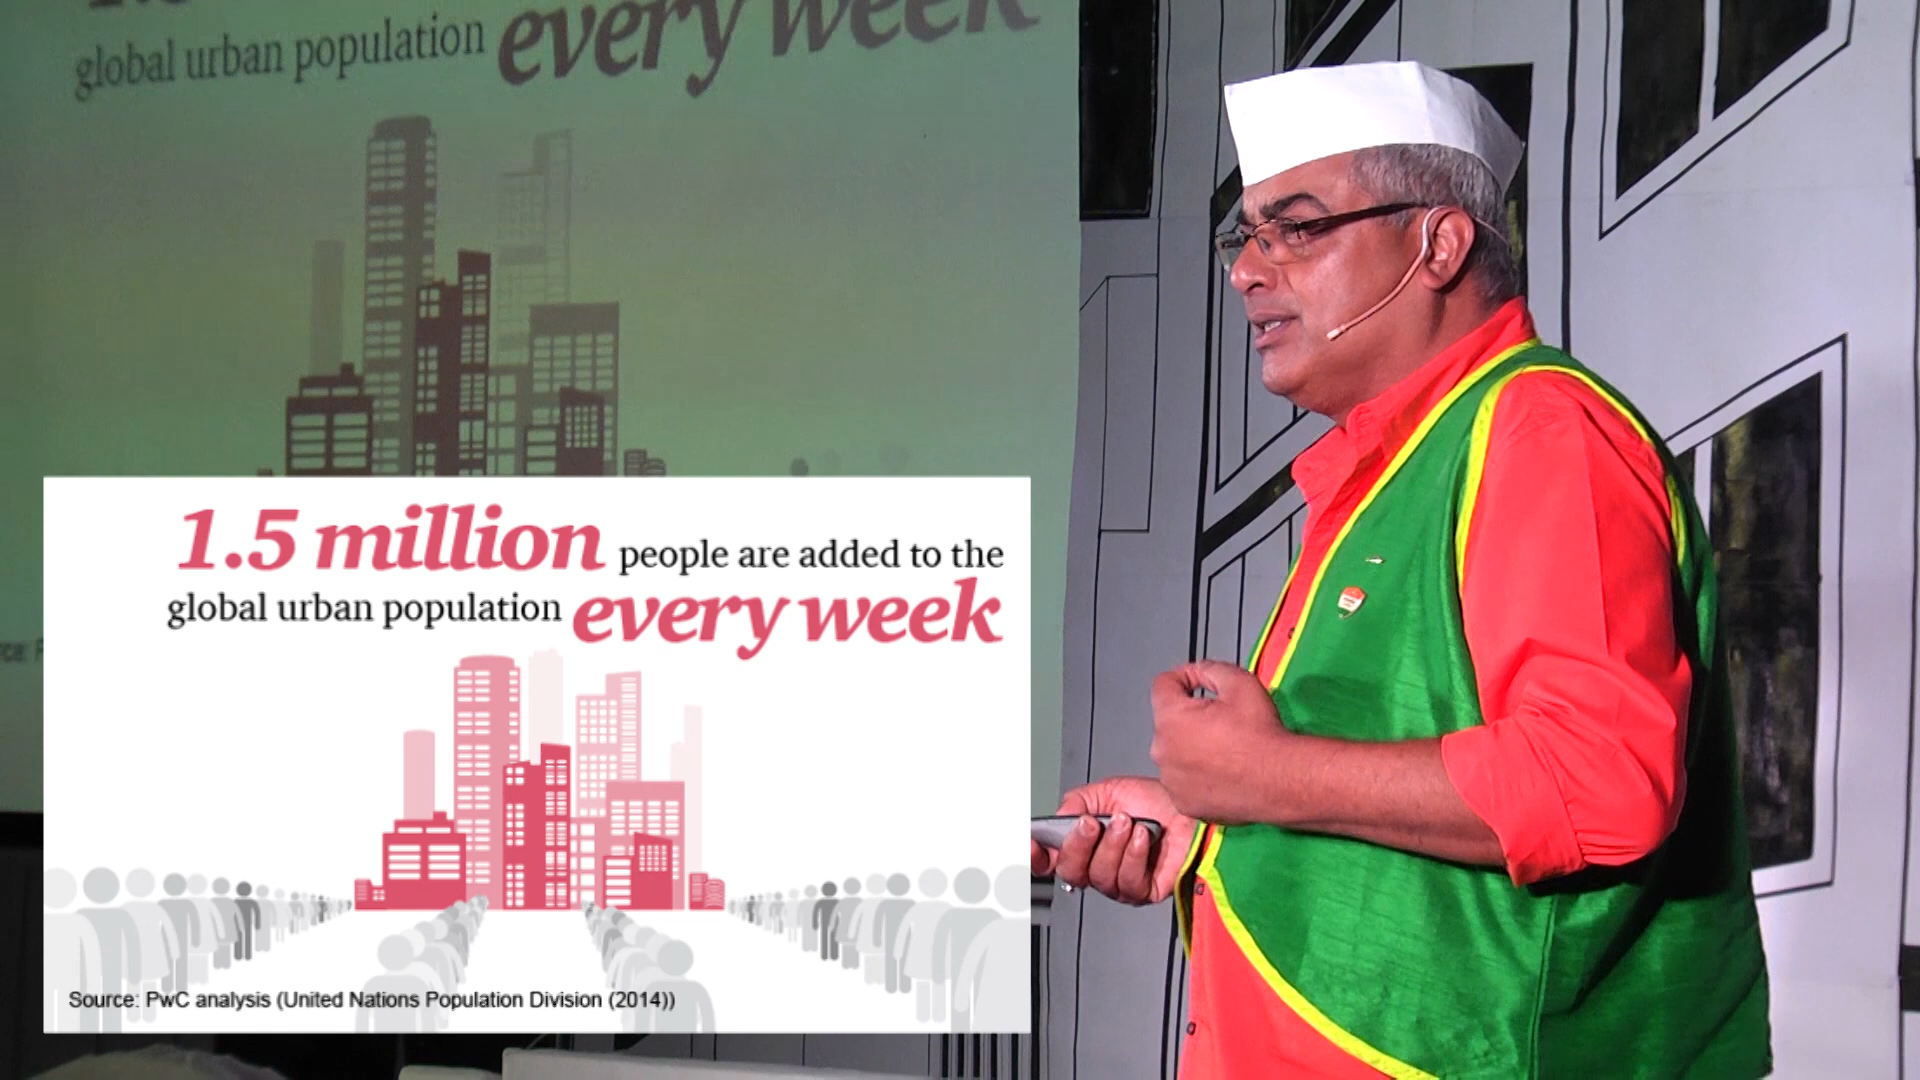 global urban population every week
1.5 million people are added to the
global urban population every week
Source: PwC analysis (United Nations Population Division (2014))